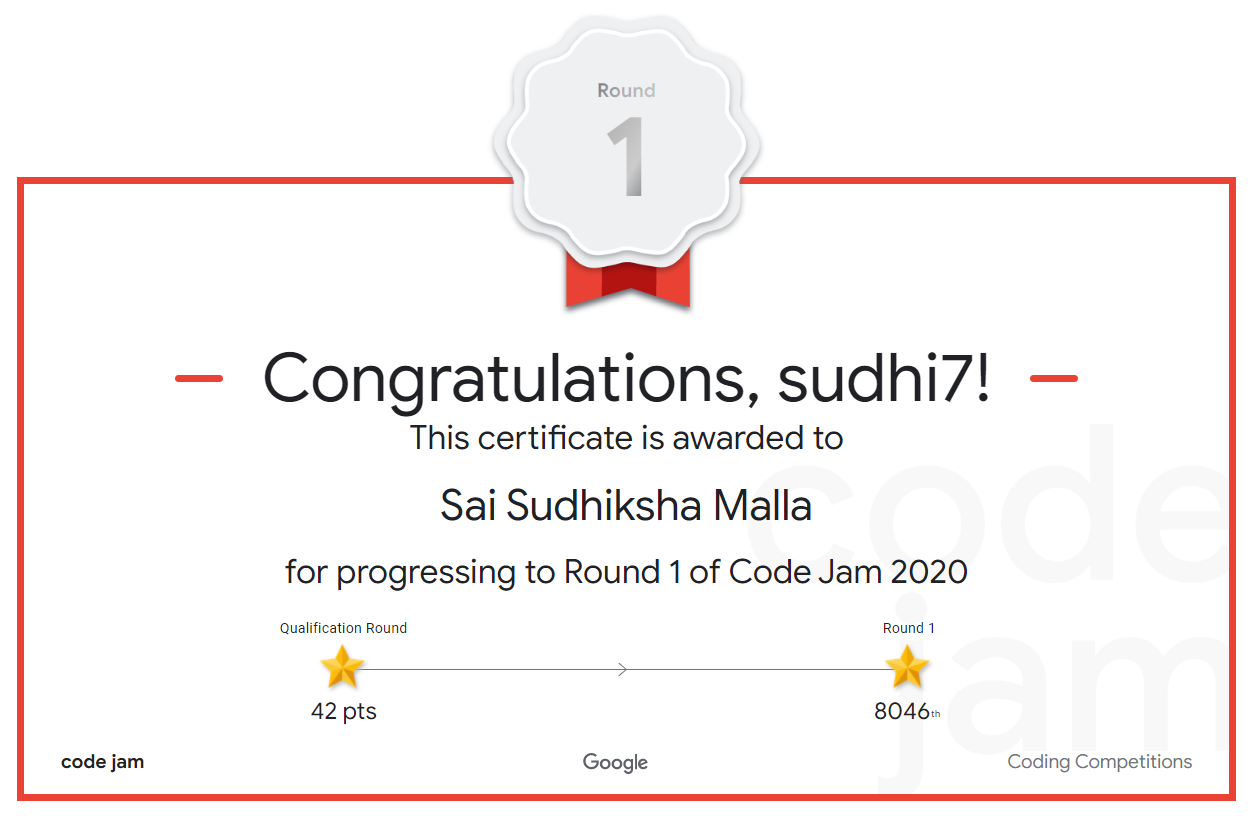 Round
1
Congratulations, sudhi7!
This certificate is awarded to
Sai Sudhiksha Malla
for progressing to Round 1 of Code Jam 2020
Qualification Round
Round 1
42 pts
8046th
code jam
Google
Coding Competitions
code
jam